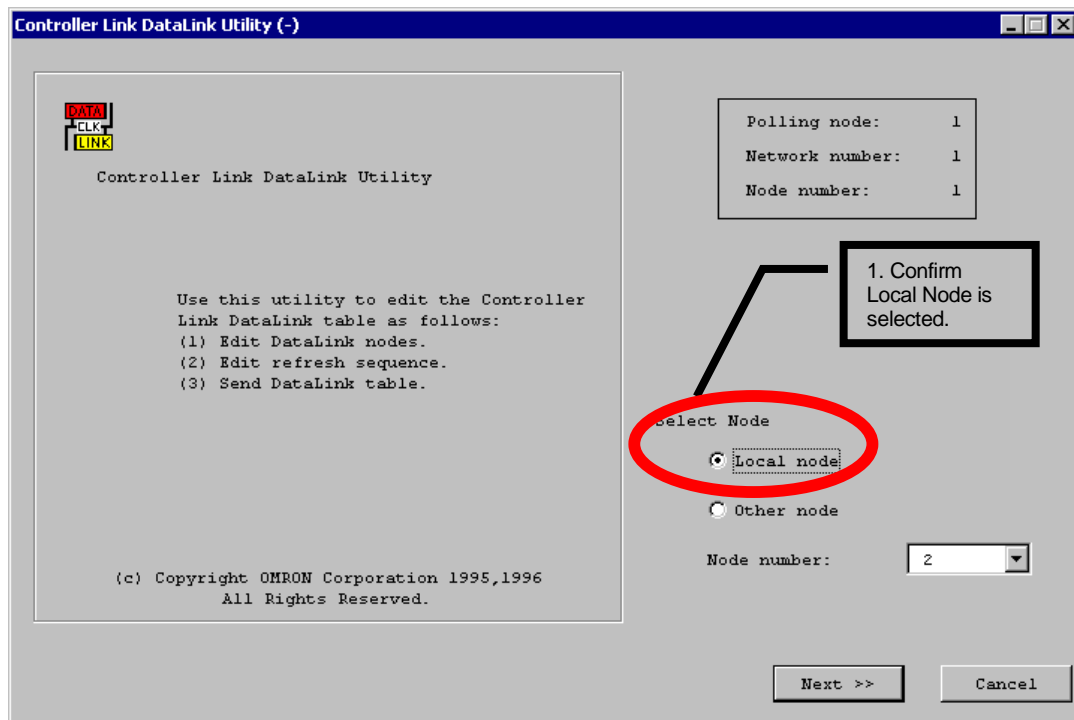 Controller Link DataLink Utility (-)
DATA
CLK
LINK
Controller Link DataLink Utility
Use this utility to edit the Controller
Link DataLink table as follows:
(1) Edit DataLink nodes.
(2) Edit refresh sequence.
(3) Send DataLink table.
(c) Copyright OMRON Corporation 1995,1996
All Rights Reserved.
Polling node: 1
Network number: 1
Node number: 1
1. Confirm
Local Node is
selected.
Select Node
Local node
Other node
Node number: 2
Next >>
Cancel